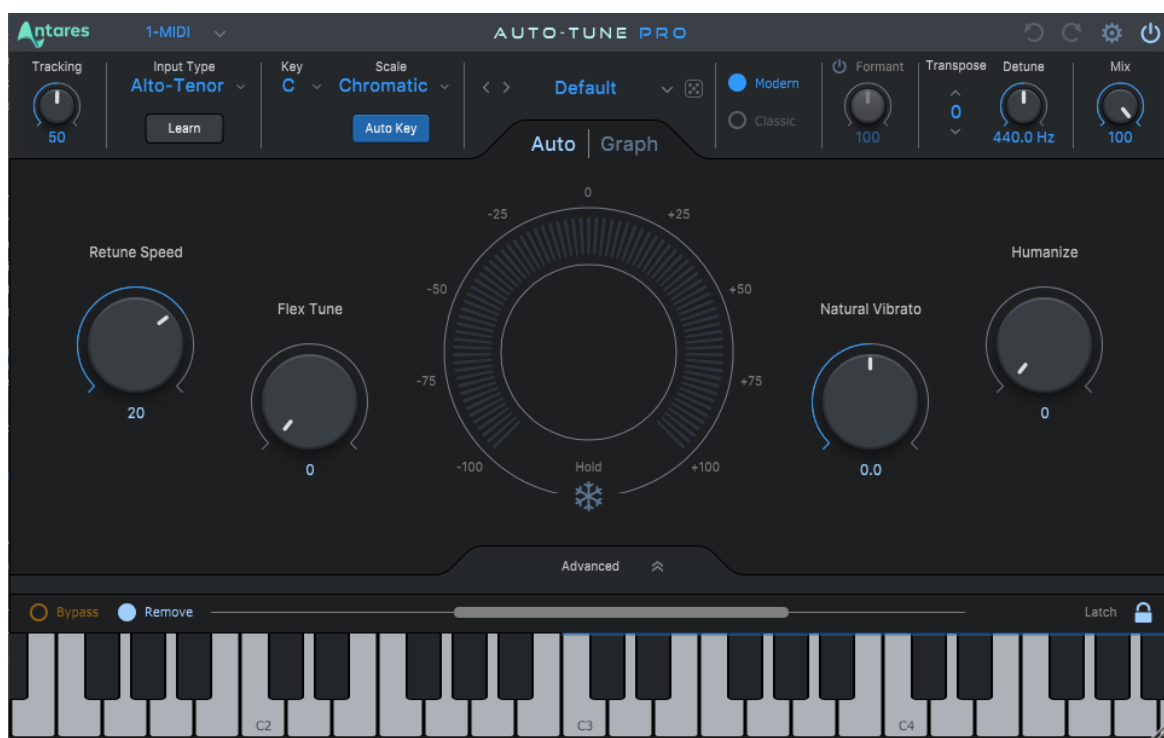 Antares
1-MIDI
AUTO-TUNE PRO
Tracking
50
Input Type
Alto-Tenor
Learn
Key
C
Scale
Chromatic
Auto Key
Default
Modern
Classic
Formant
100
Transpose
0
Detune
440.0 Hz
Mix
100
Auto
Graph
Retune Speed
20
Flex Tune
0
0
-25
+25
-50
+50
-75
+75
-100
+100
Hold
Natural Vibrato
0.0
Humanize
0
Advanced
Bypass
Remove
Latch
C2
C3
C4